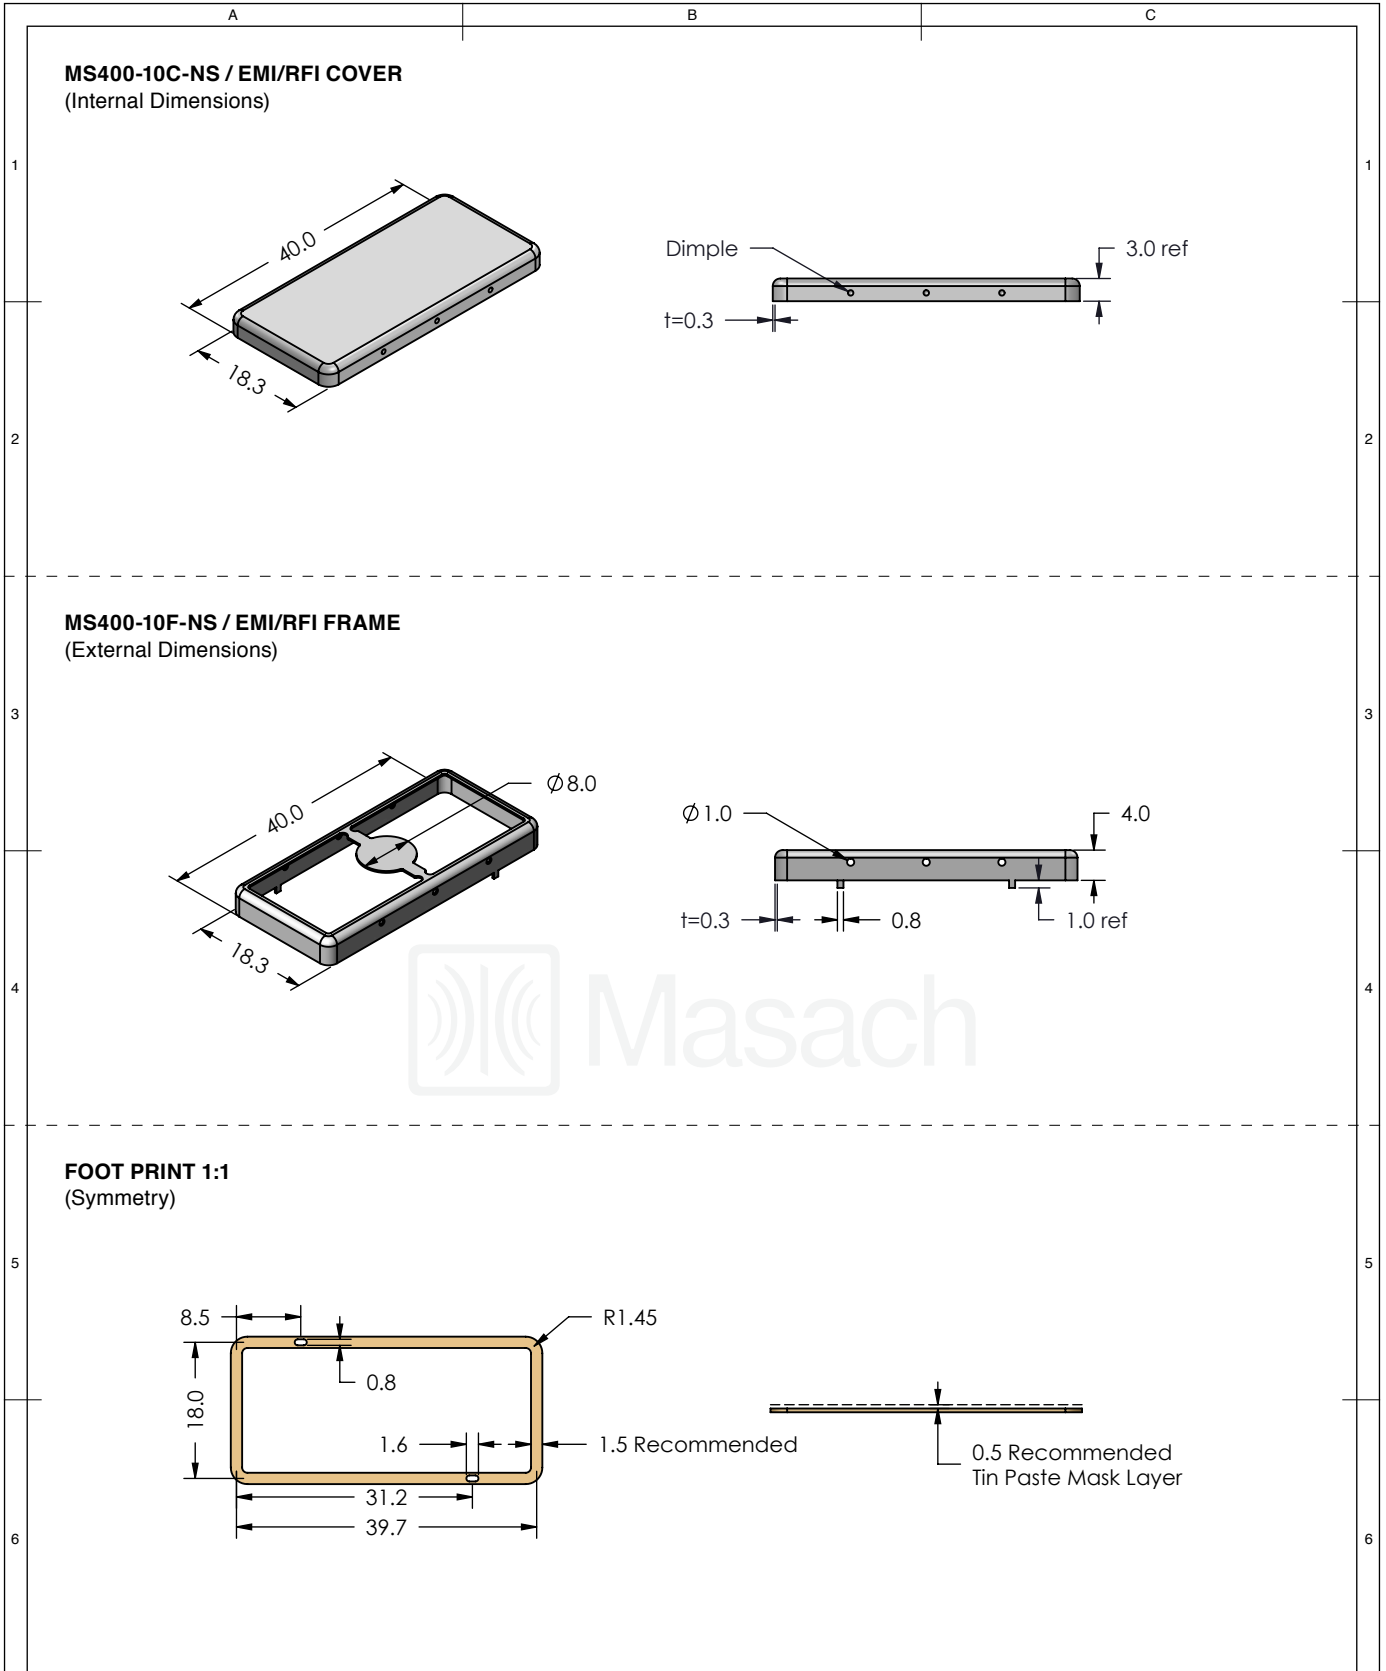 A B C
MS400-10C-NS / EMI/RFI COVER
(Internal Dimensions)
1 1
40.0
18.3
Dimple
3.0 ref
t=0.3
2 2
MS400-10F-NS / EMI/RFI FRAME
(External Dimensions)
3 3
40.0
Ø8.0
18.3
Ø1.0
4.0
t=0.3
0.8
1.0 ref
Masach
4 4
FOOT PRINT 1:1
(Symmetry)
5 5
8.5
R1.45
0.8
18.0
1.6
1.5 Recommended
31.2
39.7
0.5 Recommended
Tin Paste Mask Layer
6 6